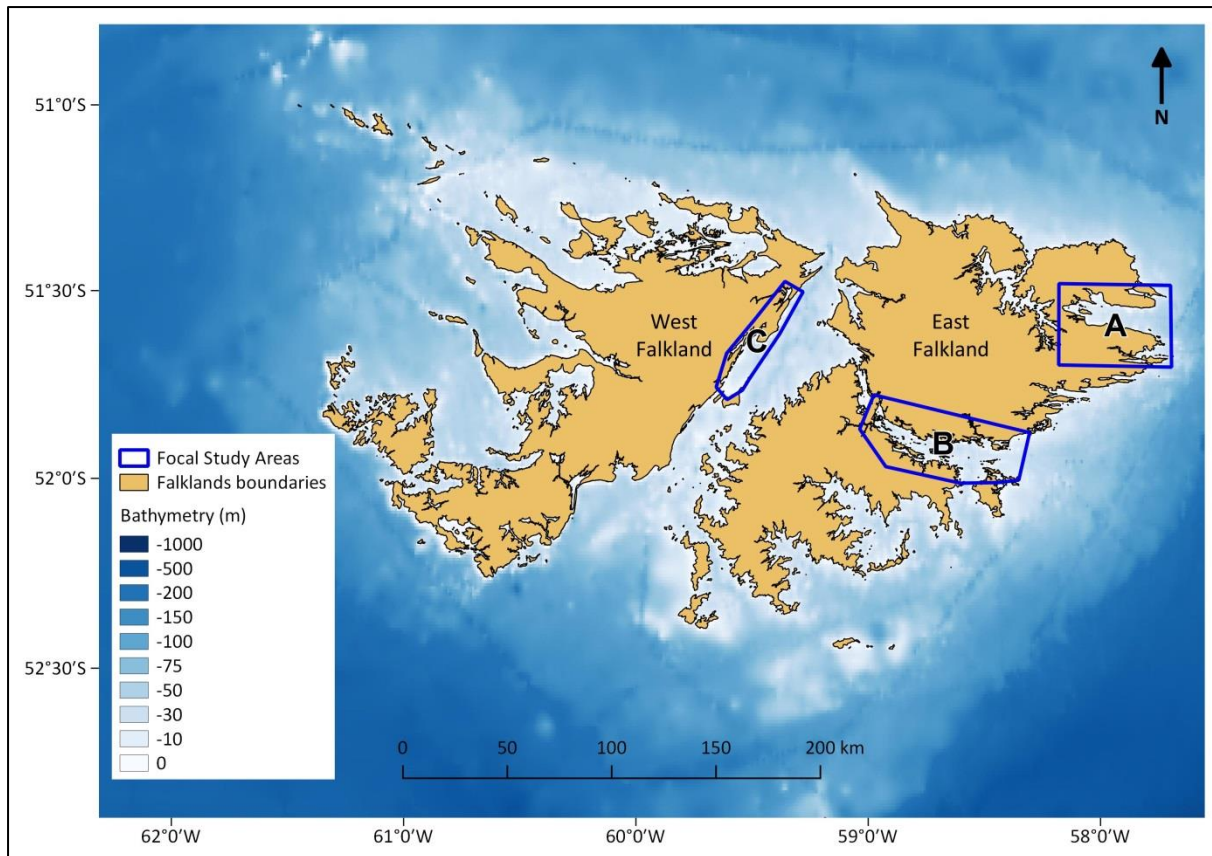 N
51°0'S
51°30'S
52°0'S
52°30'S
West
Falkland
East
Falkland
A
B
C
Focal Study Areas
Falklands boundaries
Bathymetry (m)
-1000
-500
-200
-150
-100
-75
-50
-30
-10
0
0 50 100 150 200 km
62°0'W 61°0'W 60°0'W 59°0'W 58°0'W